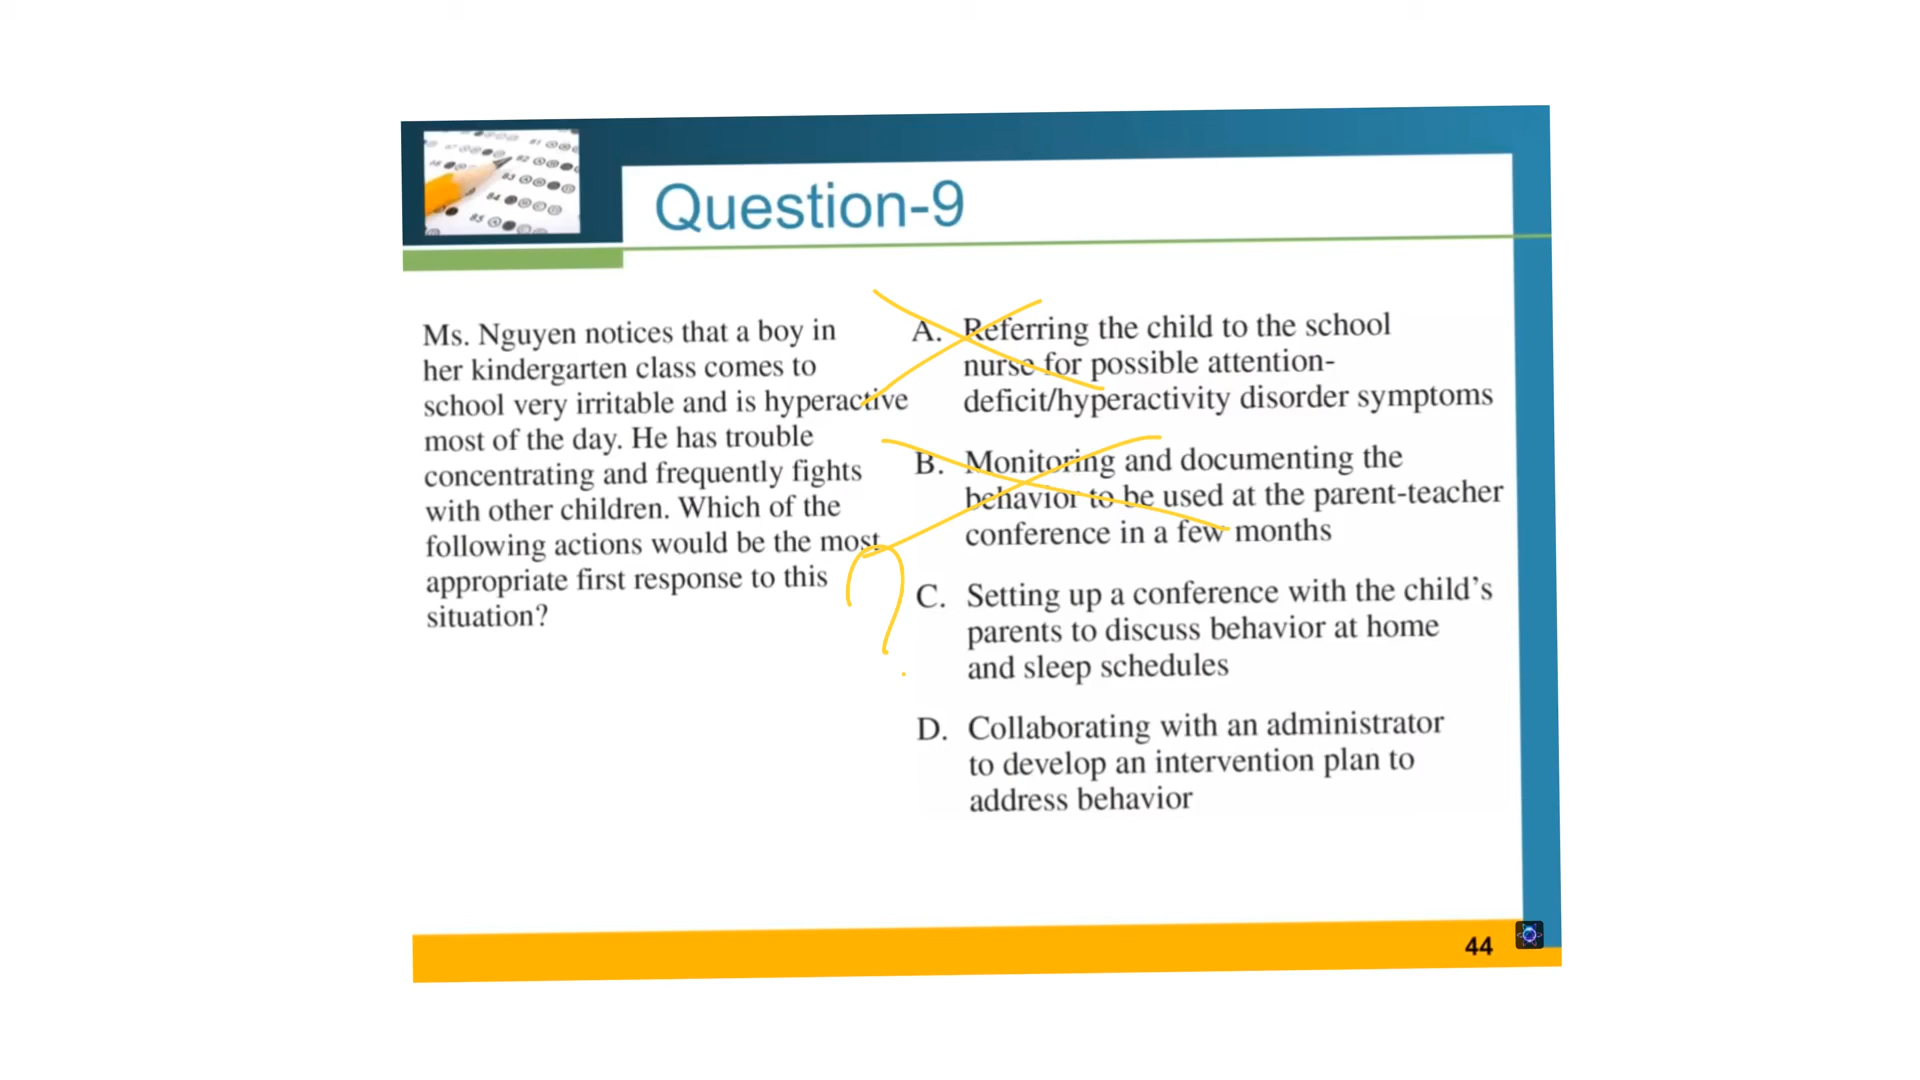 Question-9
Ms. Nguyen notices that a boy in
her kindergarten class comes to
school very irritable and is hyperactive
most of the day. He has trouble
concentrating and frequently fights
with other children. Which of the
following actions would be the most
appropriate first response to this
situation?
A. Referring the child to the school
nurse for possible attention-
deficit/hyperactivity disorder symptoms
B. Monitoring and documenting the
behavior to be used at the parent-teacher
conference in a few months
?
C. Setting up a conference with the child’s
parents to discuss behavior at home
and sleep schedules
D. Collaborating with an administrator
to develop an intervention plan to
address behavior
44